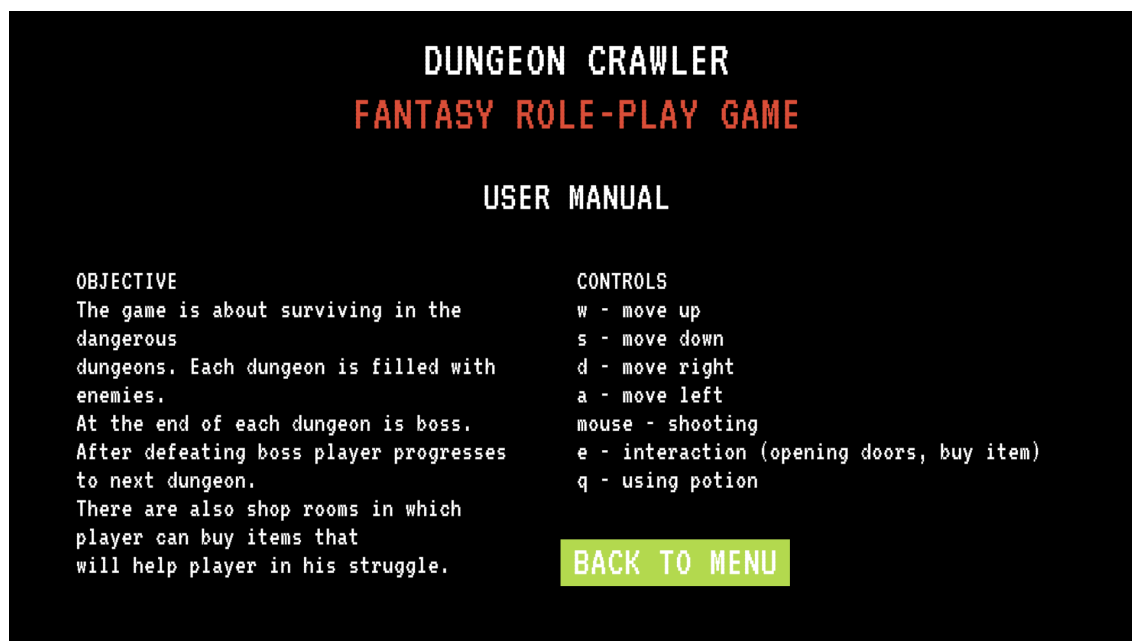 DUNGEON CRAWLER
FANTASY ROLE-PLAY GAME
USER MANUAL
OBJECTIVE
The game is about surviving in the
dangerous
dungeons. Each dungeon is filled with
enemies.
At the end of each dungeon is boss.
After defeating boss player progresses
to next dungeon.
There are also shop rooms in which
player can buy items that
will help player in his struggle.
CONTROLS
w - move up
s - move down
d - move right
a - move left
mouse - shooting
e - interaction (opening doors, buy item)
q - using potion
BACK TO MENU